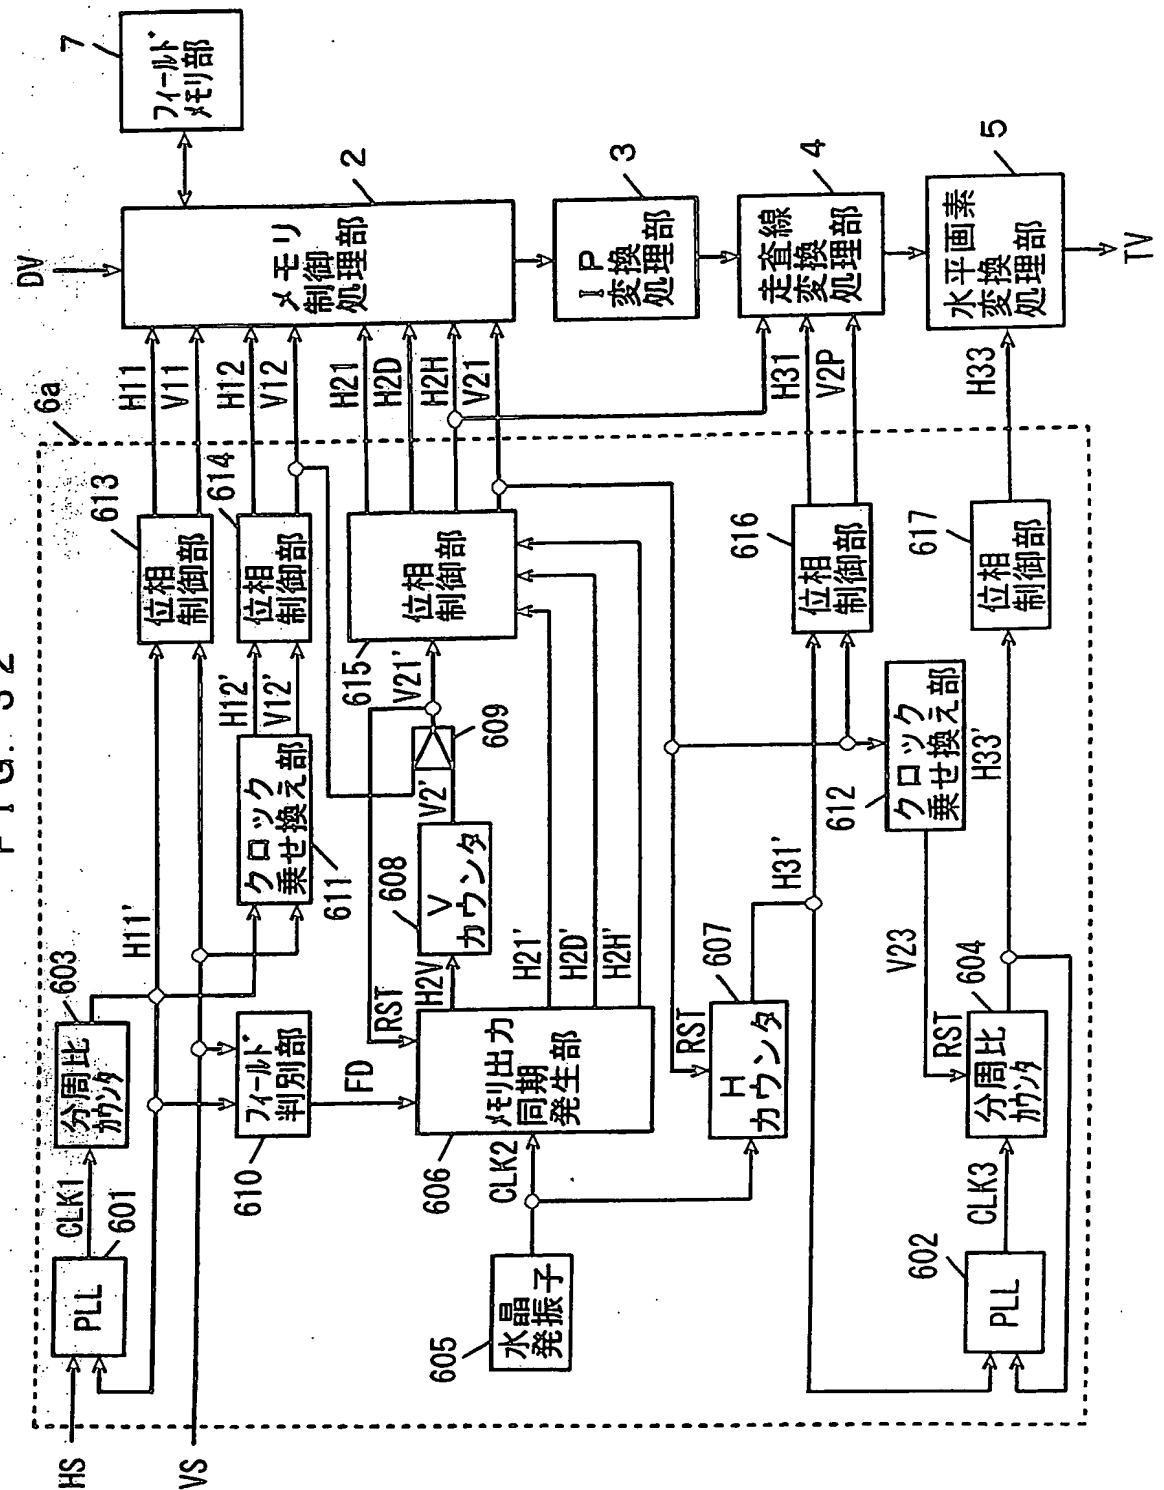 FIG. 32
HS
VS
PLL
601
CLK1
分周比
カウンタ
603
H11'
位相
制御部
613
H11
V11
6a
DV
フィールド
メモリ部
7
メモリ
制御
処理部
2
フィールド
判別部
610
FD
クロック
乗せ換え部
611
H12'
V12'
位相
制御部
614
H12
V12
水晶
発振子
605
CLK2
メモリ出力
同期
発生部
606
RST
H2V
V
カウンタ
608
V2'
609
V21'
位相
制御部
615
H21'
H2D'
H2H'
H21
H2D
H2H
V21
IP
変換
処理部
3
H
カウンタ
607
RST
H31'
位相
制御部
616
H31
V2P
走査線
変換
処理部
4
クロック
乗せ換え部
612
V23
RST
PLL
602
CLK3
分周比
カウンタ
604
H33'
位相
制御部
617
H33
水平画素
変換
処理部
5
TV